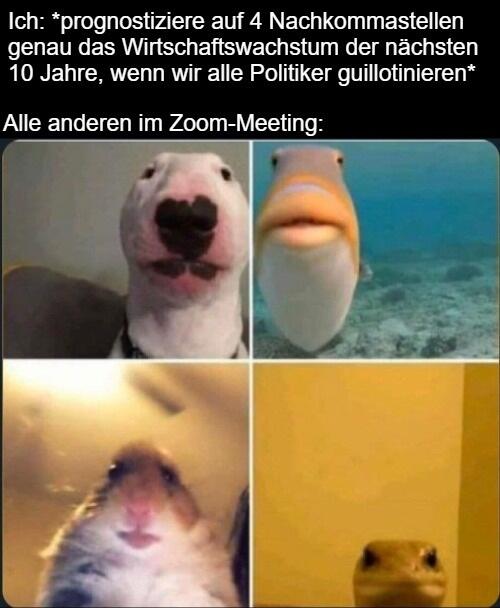 Ich: *prognostiziere auf 4 Nachkommastellen
genau das Wirtschaftswachstum der nächsten
10 Jahre, wenn wir alle Politiker guillotinieren*
Alle anderen im Zoom-Meeting: